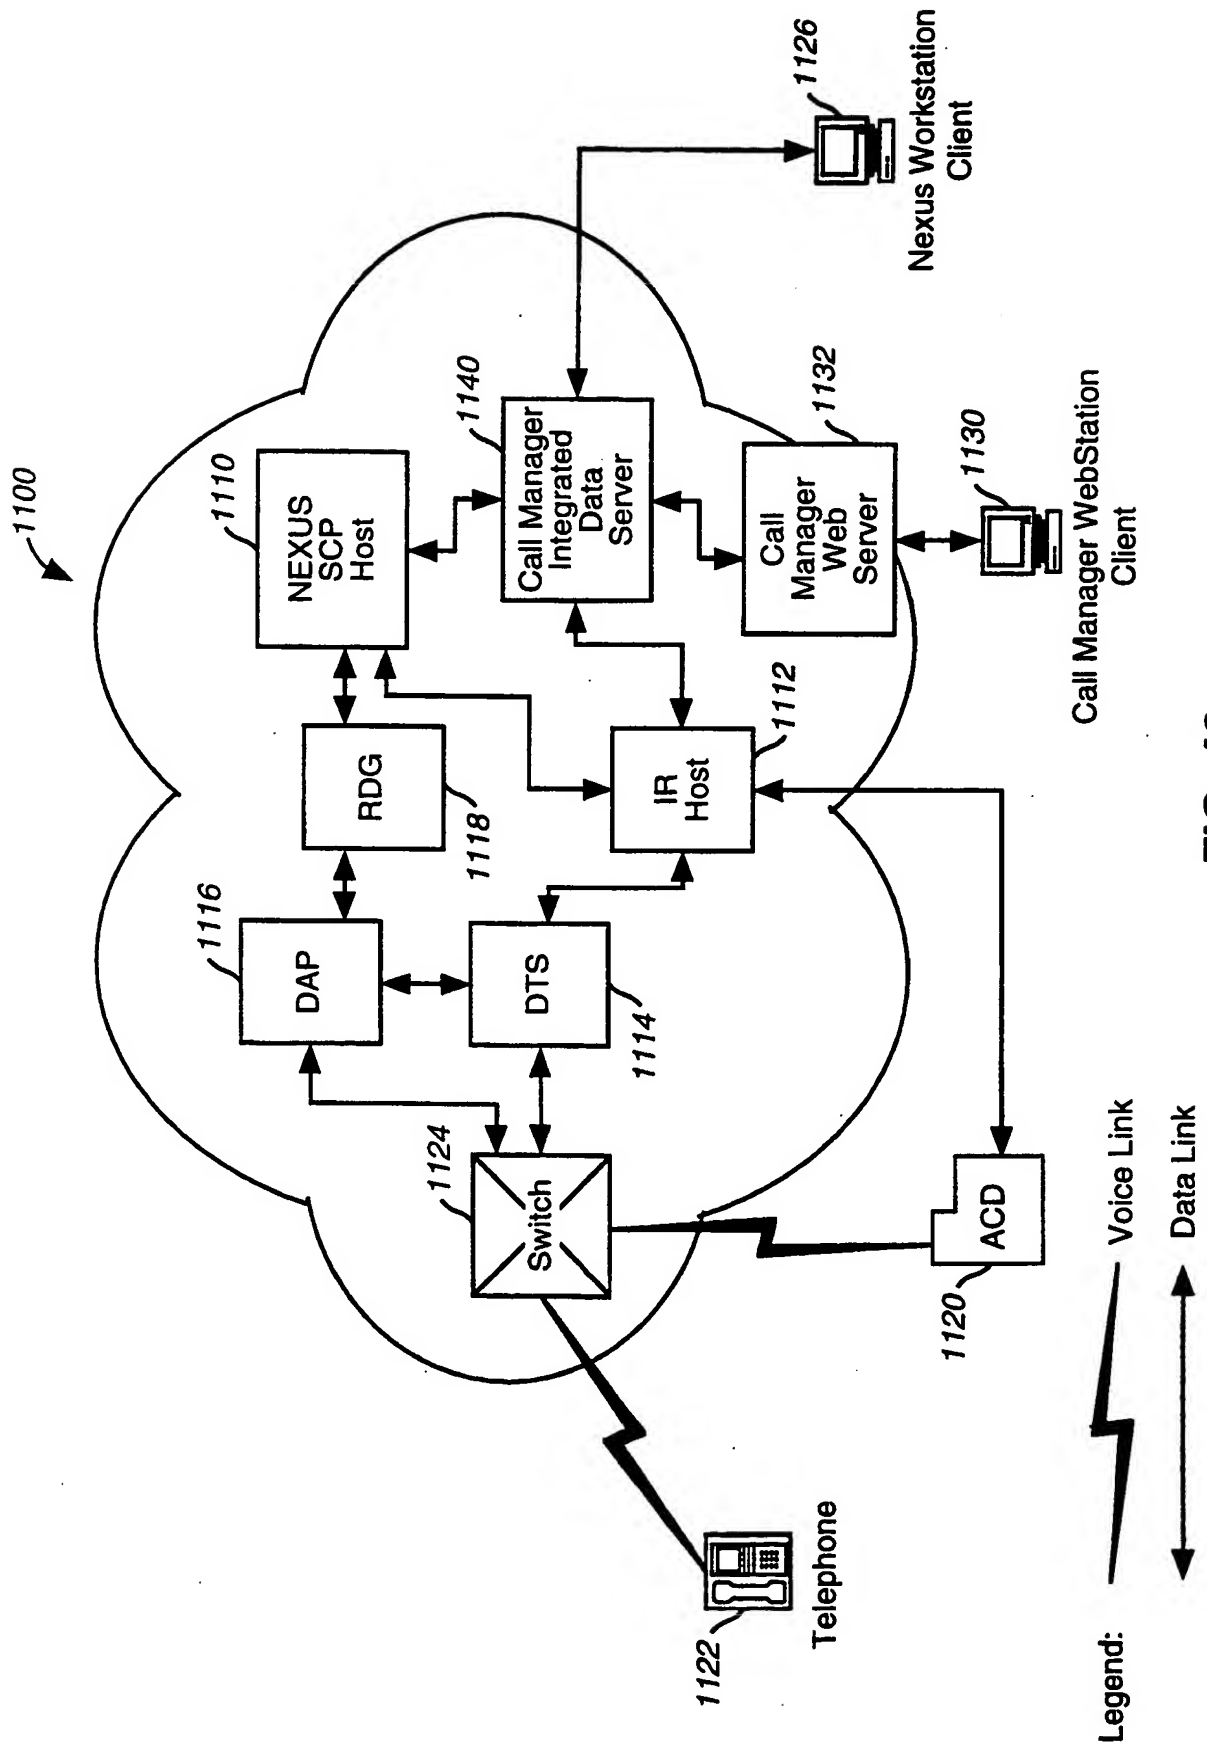 1100
1110
NEXUS
SCP
Host
1140
Call Manager
Integrated
Data
Server
1126
Nexus Workstation
Client
1116
DAP
RDG
1118
1132
Call
Manager
Web
Server
1124
Switch
DTS
1114
IR
Host
1112
1130
Call Manager WebStation
Client
1122
Telephone
ACD
1120
Legend:
Voice Link
Data Link